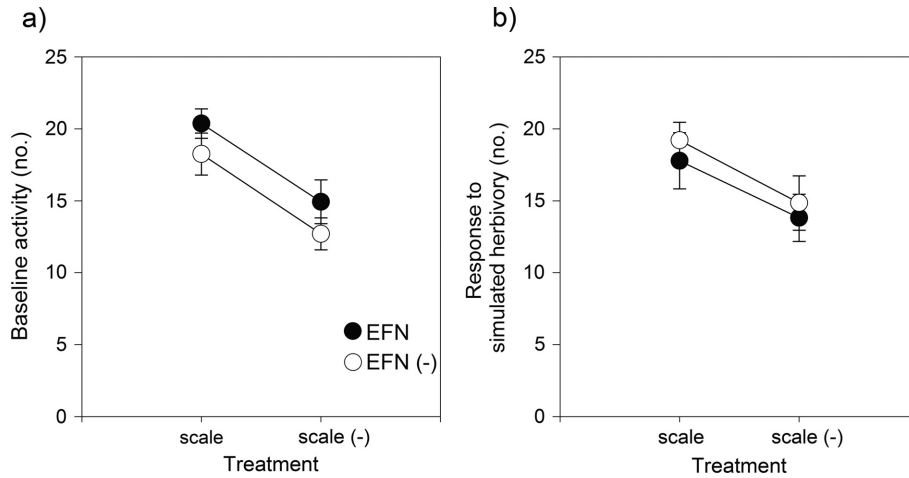 a)
Baseline activity (no.)
25
20
15
10
5
0
scale
scale (-)
Treatment
EFN
EFN (-)
b)
Response to
simulated herbivory (no.)
25
20
15
10
5
0
scale
scale (-)
Treatment